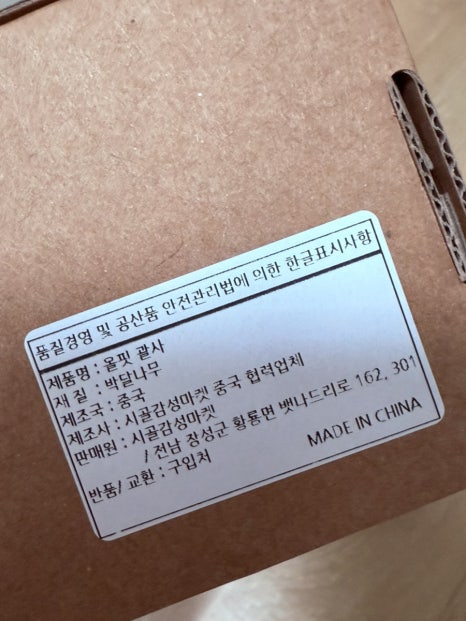 품질경영 및 공산품 안전관리법에 의한 한글표시사항
제품명 : 올핏 괄사
재 질 : 박달나무
제조국 : 중국
제조사 : 시골감성마켓 중국 협력업체
판매원 : 시골감성마켓
/ 전남 장성군 황룡면 뱃나드리로 162, 301
MADE IN CHINA
반품/ 교환 : 구입처